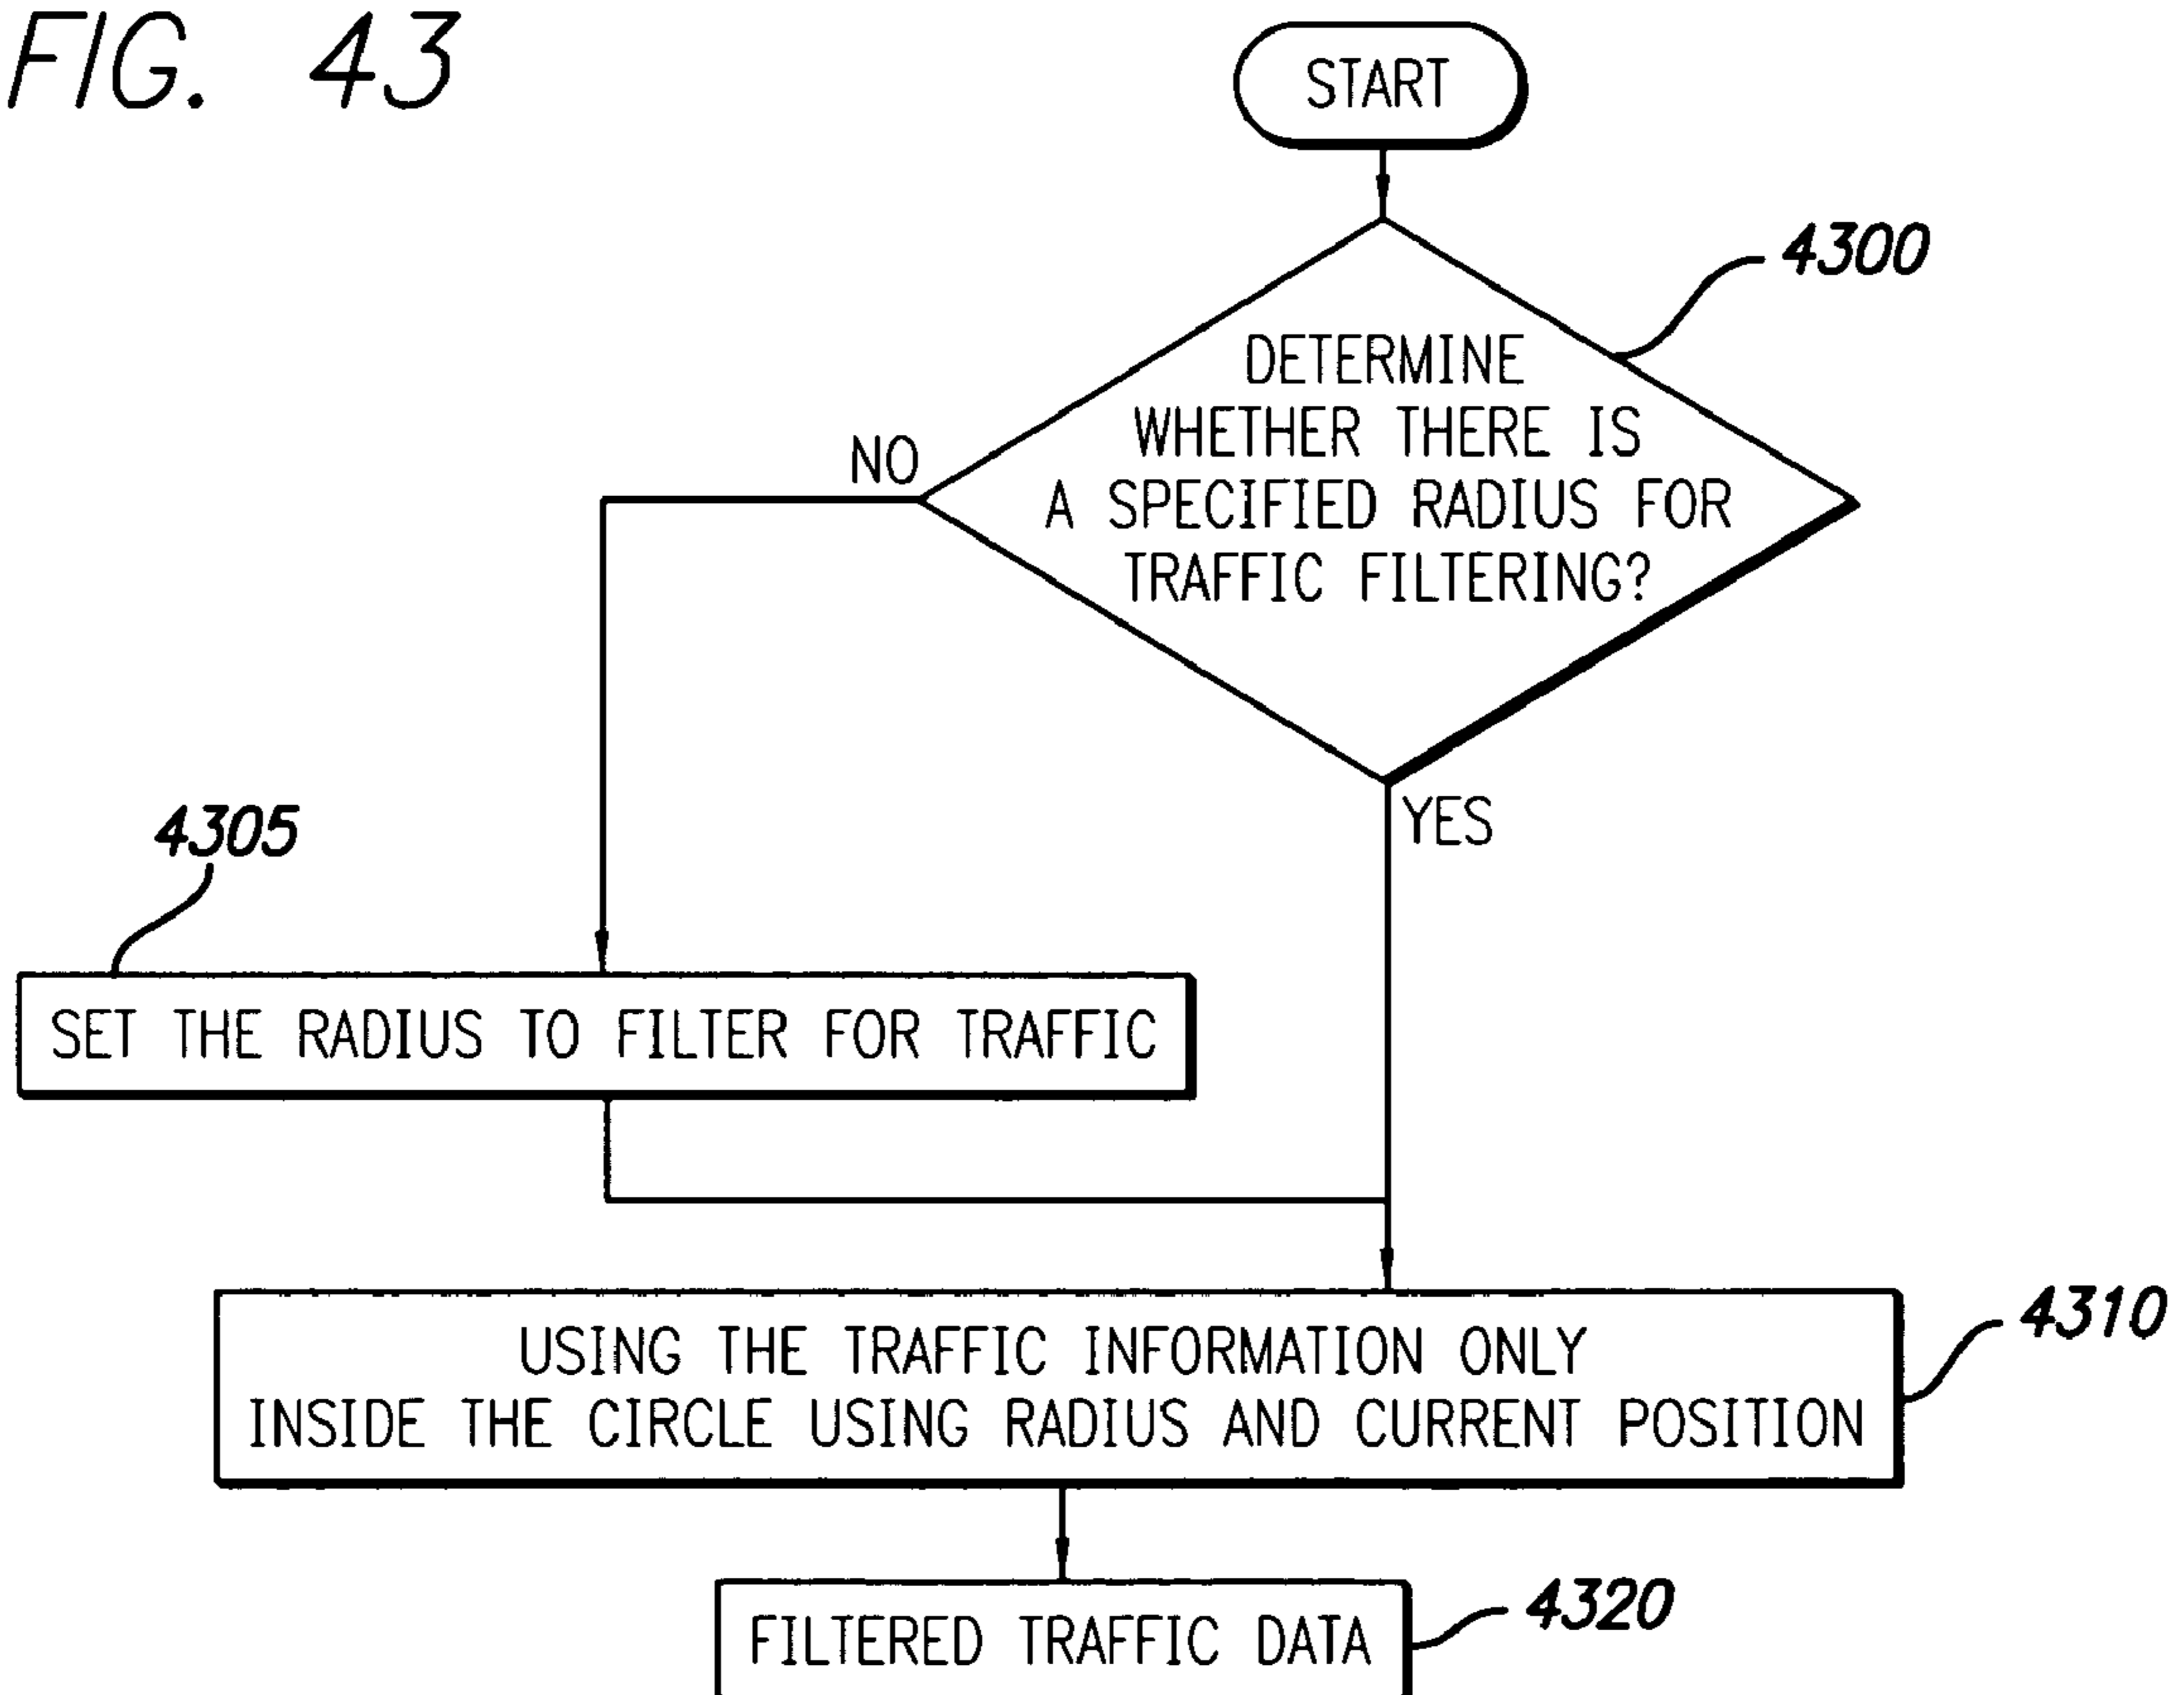 FIG. 43
START
4300
DETERMINE
WHETHER THERE IS
A SPECIFIED RADIUS FOR
TRAFFIC FILTERING?
NO
YES
4305
SET THE RADIUS TO FILTER FOR TRAFFIC
4310
USING THE TRAFFIC INFORMATION ONLY
INSIDE THE CIRCLE USING RADIUS AND CURRENT POSITION
4320
FILTERED TRAFFIC DATA